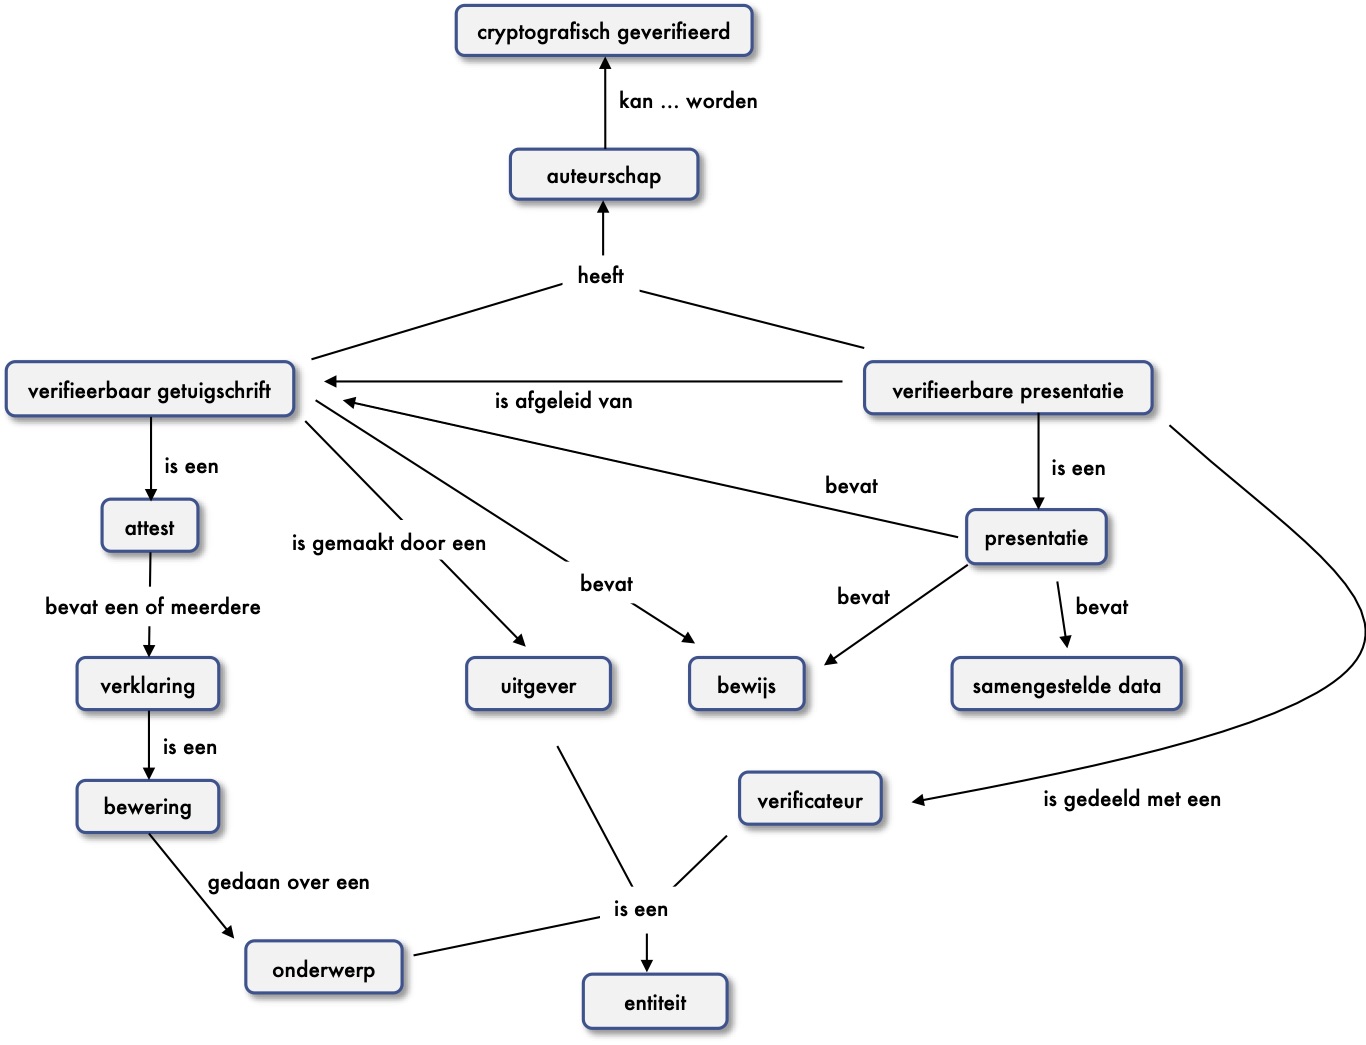 cryptografisch geverifieerd
kan ... worden
auteurschap
heeft
verifieerbaar getuigschrift
verifieerbare presentatie
is afgeleid van
is een
is een
bevat
attest
presentatie
is gemaakt door een
bevat
bevat
bevat
bevat een of meerdere
verklaring
uitgever
bewijs
samengestelde data
is een
bewering
verificateur
is gedeeld met een
gedaan over een
is een
onderwerp
entiteit